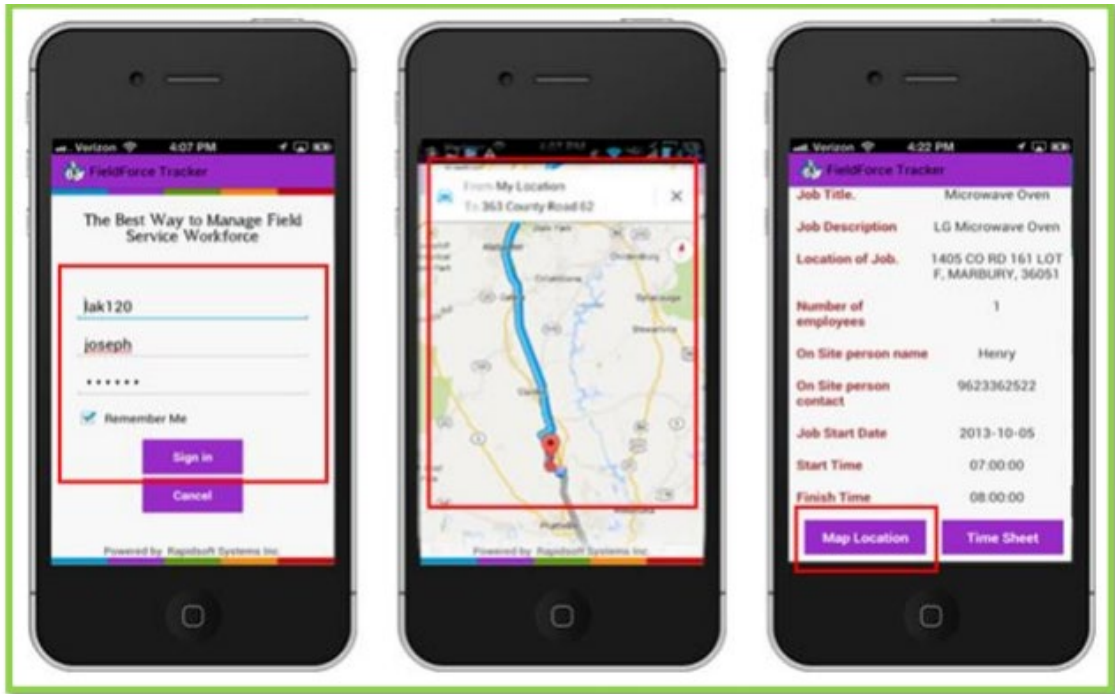 Verizon 4:07 PM
FieldForce Tracker
The Best Way to Manage Field
Service Workforce
lak120
joseph
Remember Me
Sign in
Cancel
Powered by Rapidsoft Systems Inc.
From My Location
To 363 County Road 62
Powered by Rapidsoft Systems Inc.
Verizon 4:22 PM
FieldForce Tracker
Job Title. Microwave Oven
Job Description LG Microwave Oven
Location of Job. 1405 CO RD 161 LOT
F, MARBURY, 36051
Number of
employees 1
On Site person name Henry
On Site person
contact 9623362522
Job Start Date 2013-10-05
Start Time 07:00:00
Finish Time 08:00:00
Map Location Time Sheet